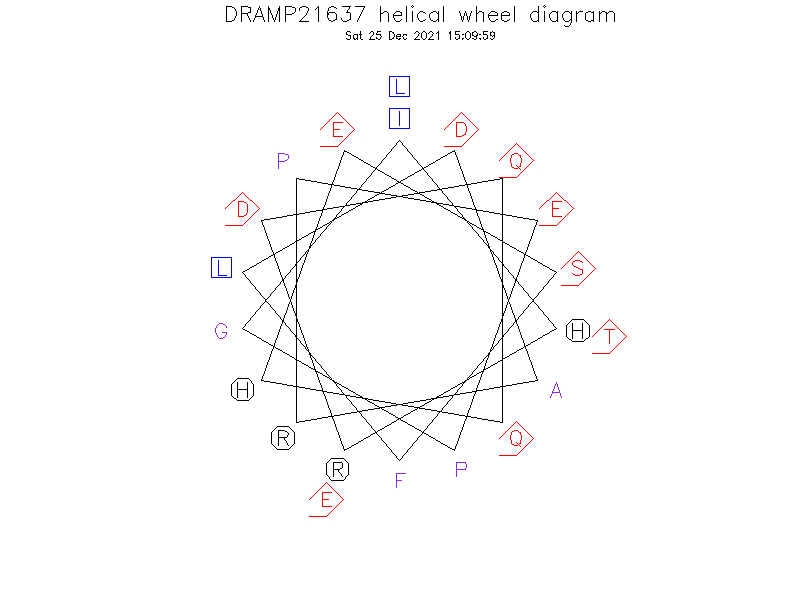 DRAMP21637 helical wheel diagram
Sat 25 Dec 2021 15:09:59
L
E I D
P Q
D E
L S
G H T
H A
R Q
R F P
E